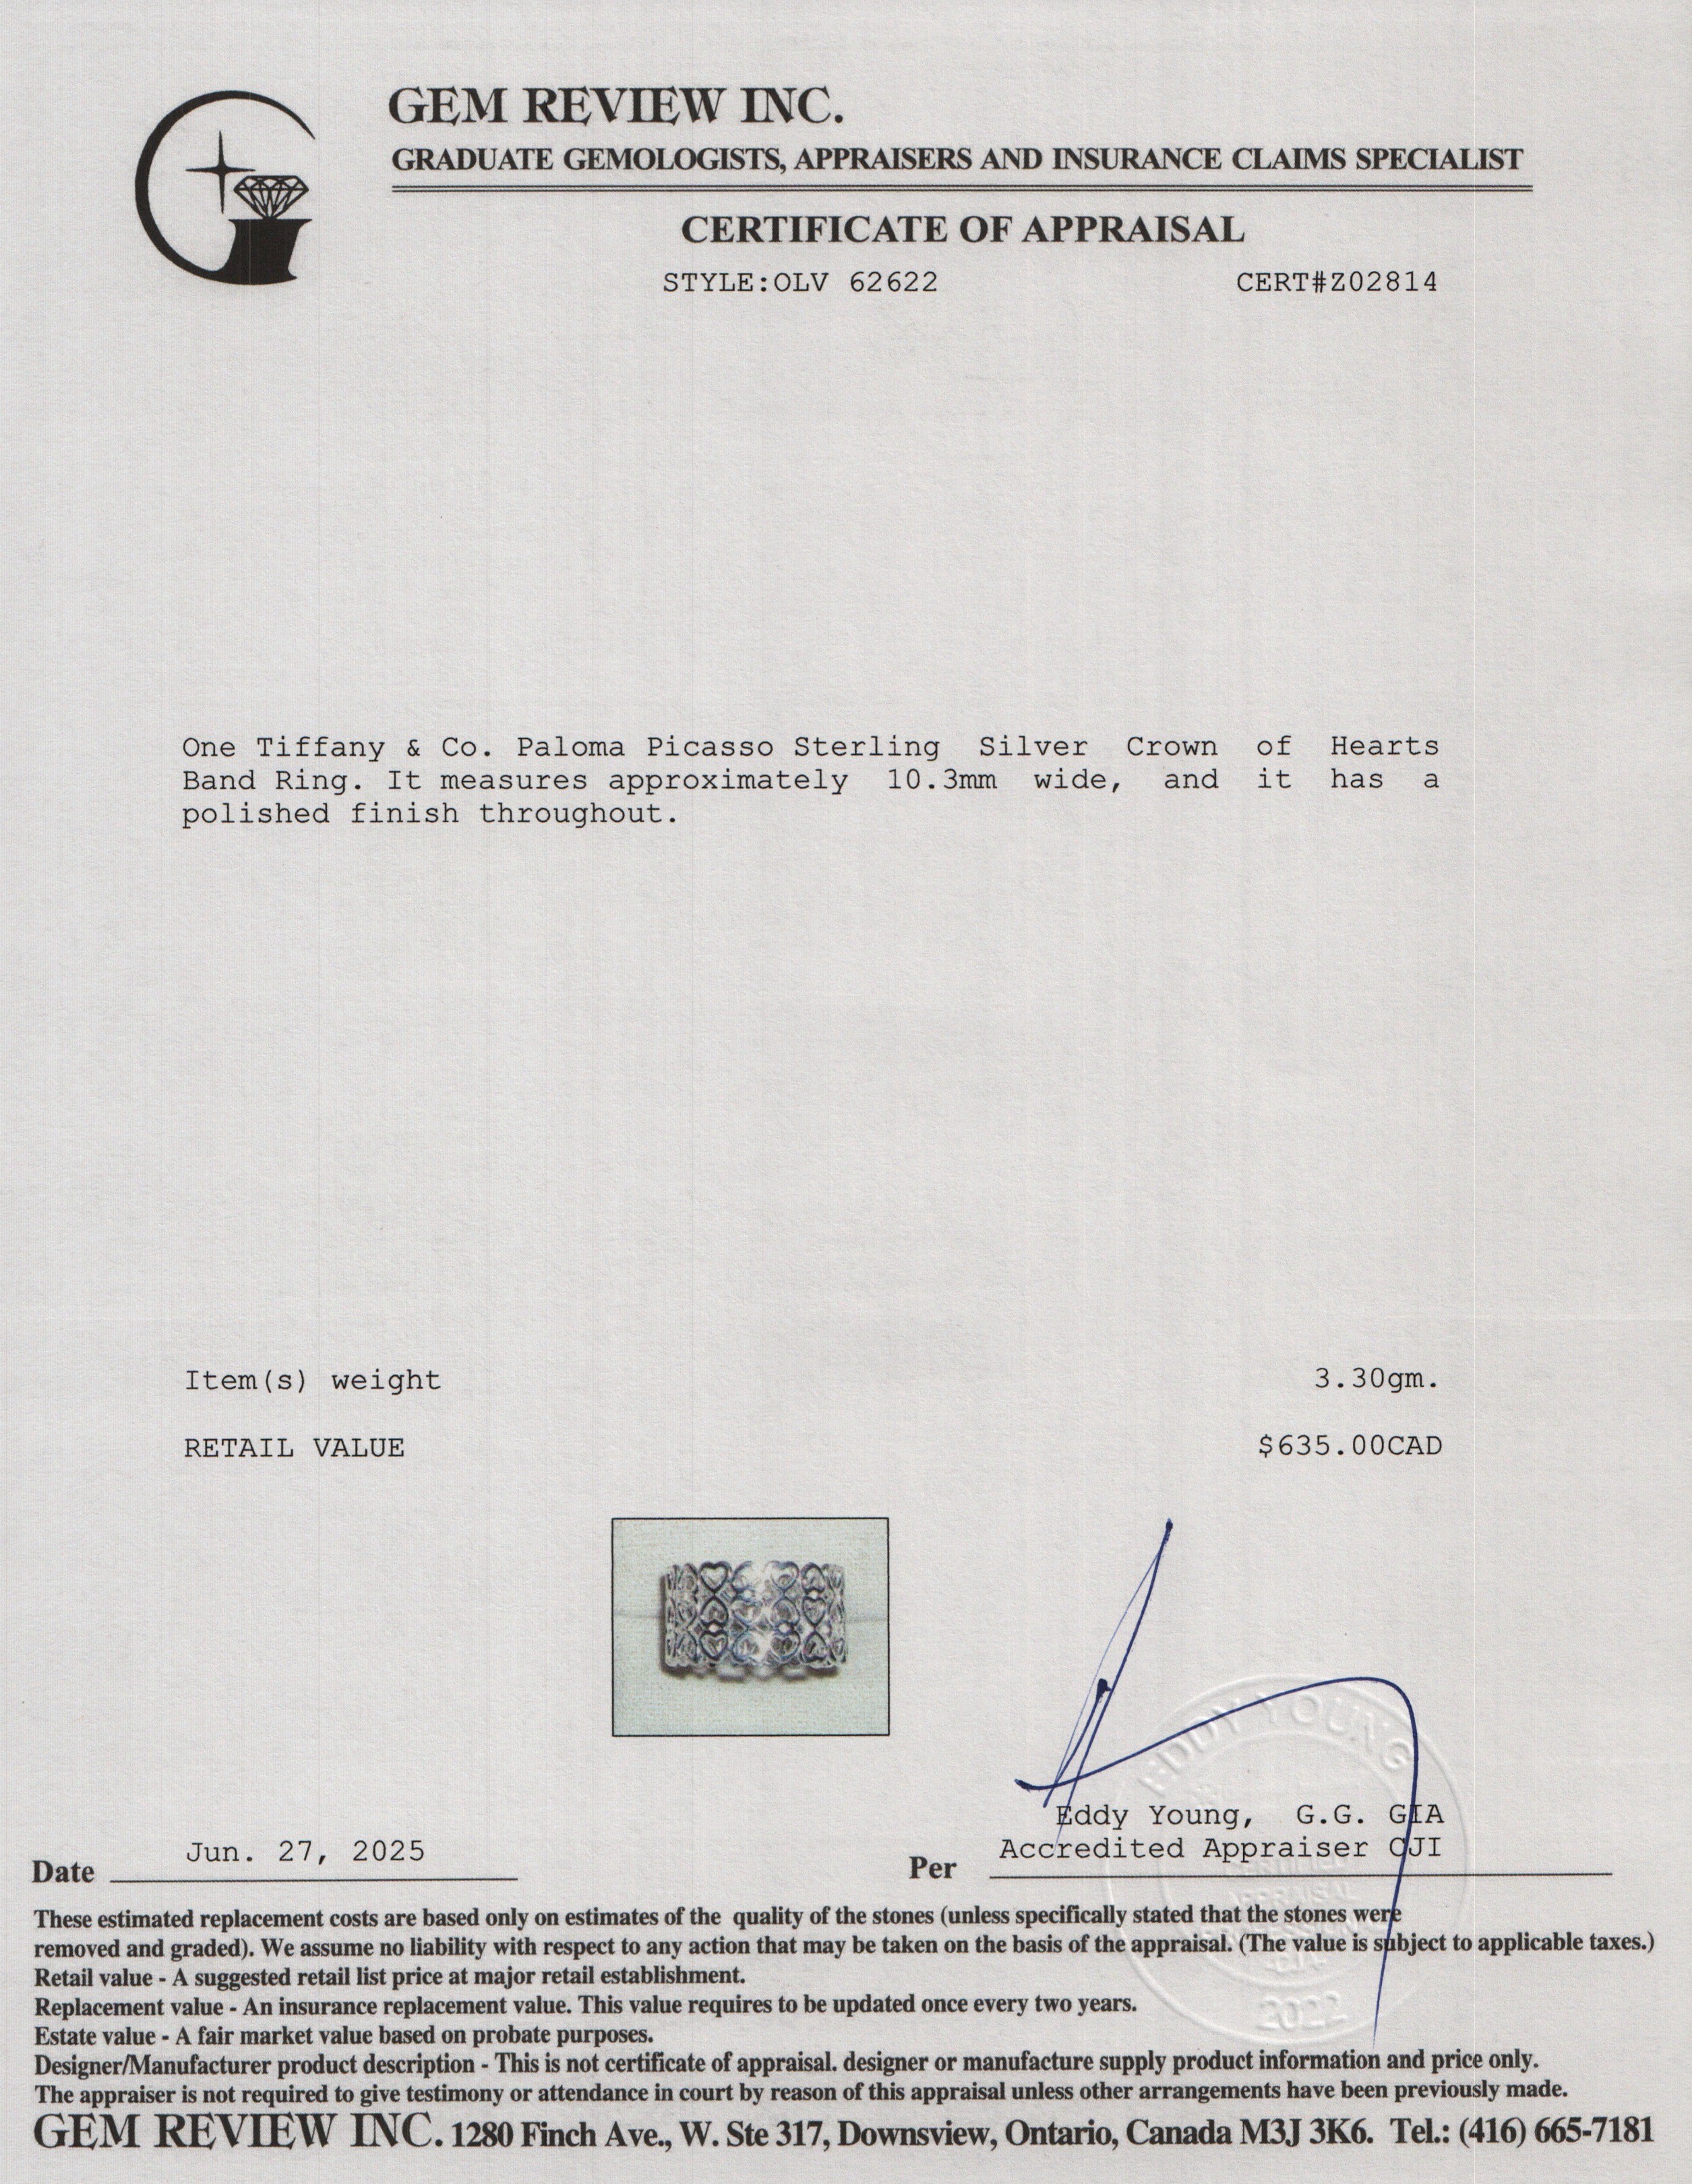 GEM REVIEW INC.
GRADUATE GEMOLOGISTS, APPRAISERS AND INSURANCE CLAIMS SPECIALIST
CERTIFICATE OF APPRAISAL
STYLE:OLV 62622 CERT#Z02814
One Tiffany & Co. Paloma Picasso Sterling Silver Crown of Hearts
Band Ring. It measures approximately 10.3mm wide, and it has a
polished finish throughout.
Item(s) weight 3.30gm.
RETAIL VALUE $635.00CAD
EDDY YOUNG
Eddy Young, G.G. GIA
Accredited Appraiser CJI
Date Jun. 27, 2025 Per
APPRAISAL
2022
These estimated replacement costs are based only on estimates of the quality of the stones (unless specifically stated that the stones were
removed and graded). We assume no liability with respect to any action that may be taken on the basis of the appraisal. (The value is subject to applicable taxes.)
Retail value - A suggested retail list price at major retail establishment.
Replacement value - An insurance replacement value. This value requires to be updated once every two years.
Estate value - A fair market value based on probate purposes.
Designer/Manufacturer product description - This is not certificate of appraisal. designer or manufacture supply product information and price only.
The appraiser is not required to give testimony or attendance in court by reason of this appraisal unless other arrangements have been previously made.
GEM REVIEW INC. 1280 Finch Ave., W. Ste 317, Downsview, Ontario, Canada M3J 3K6. Tel.: (416) 665-7181